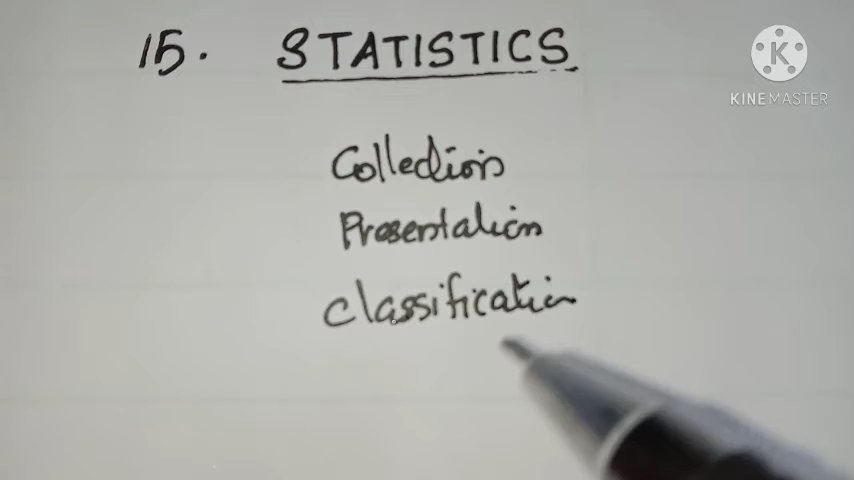 15. STATISTICS
K
KINEMASTER
Collection
Presentation
Classification